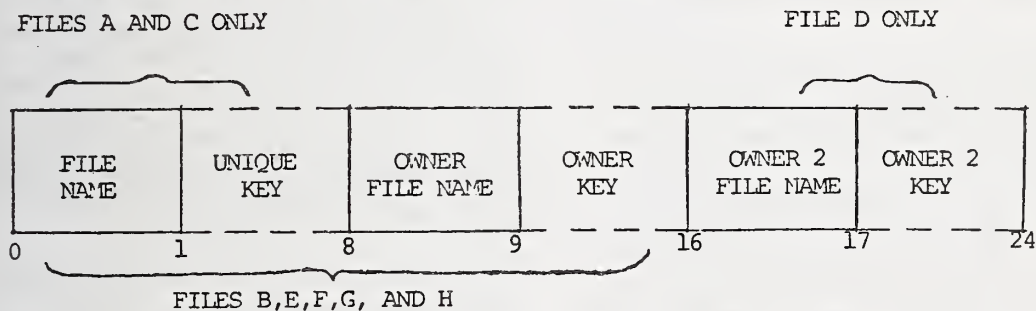 FILES A AND C ONLY
FILE D ONLY
FILE NAME
UNIQUE KEY
OWNER FILE NAME
OWNER KEY
OWNER 2 FILE NAME
OWNER 2 KEY
0 1 8 9 16 17 24
FILES B,E,F,G, AND H